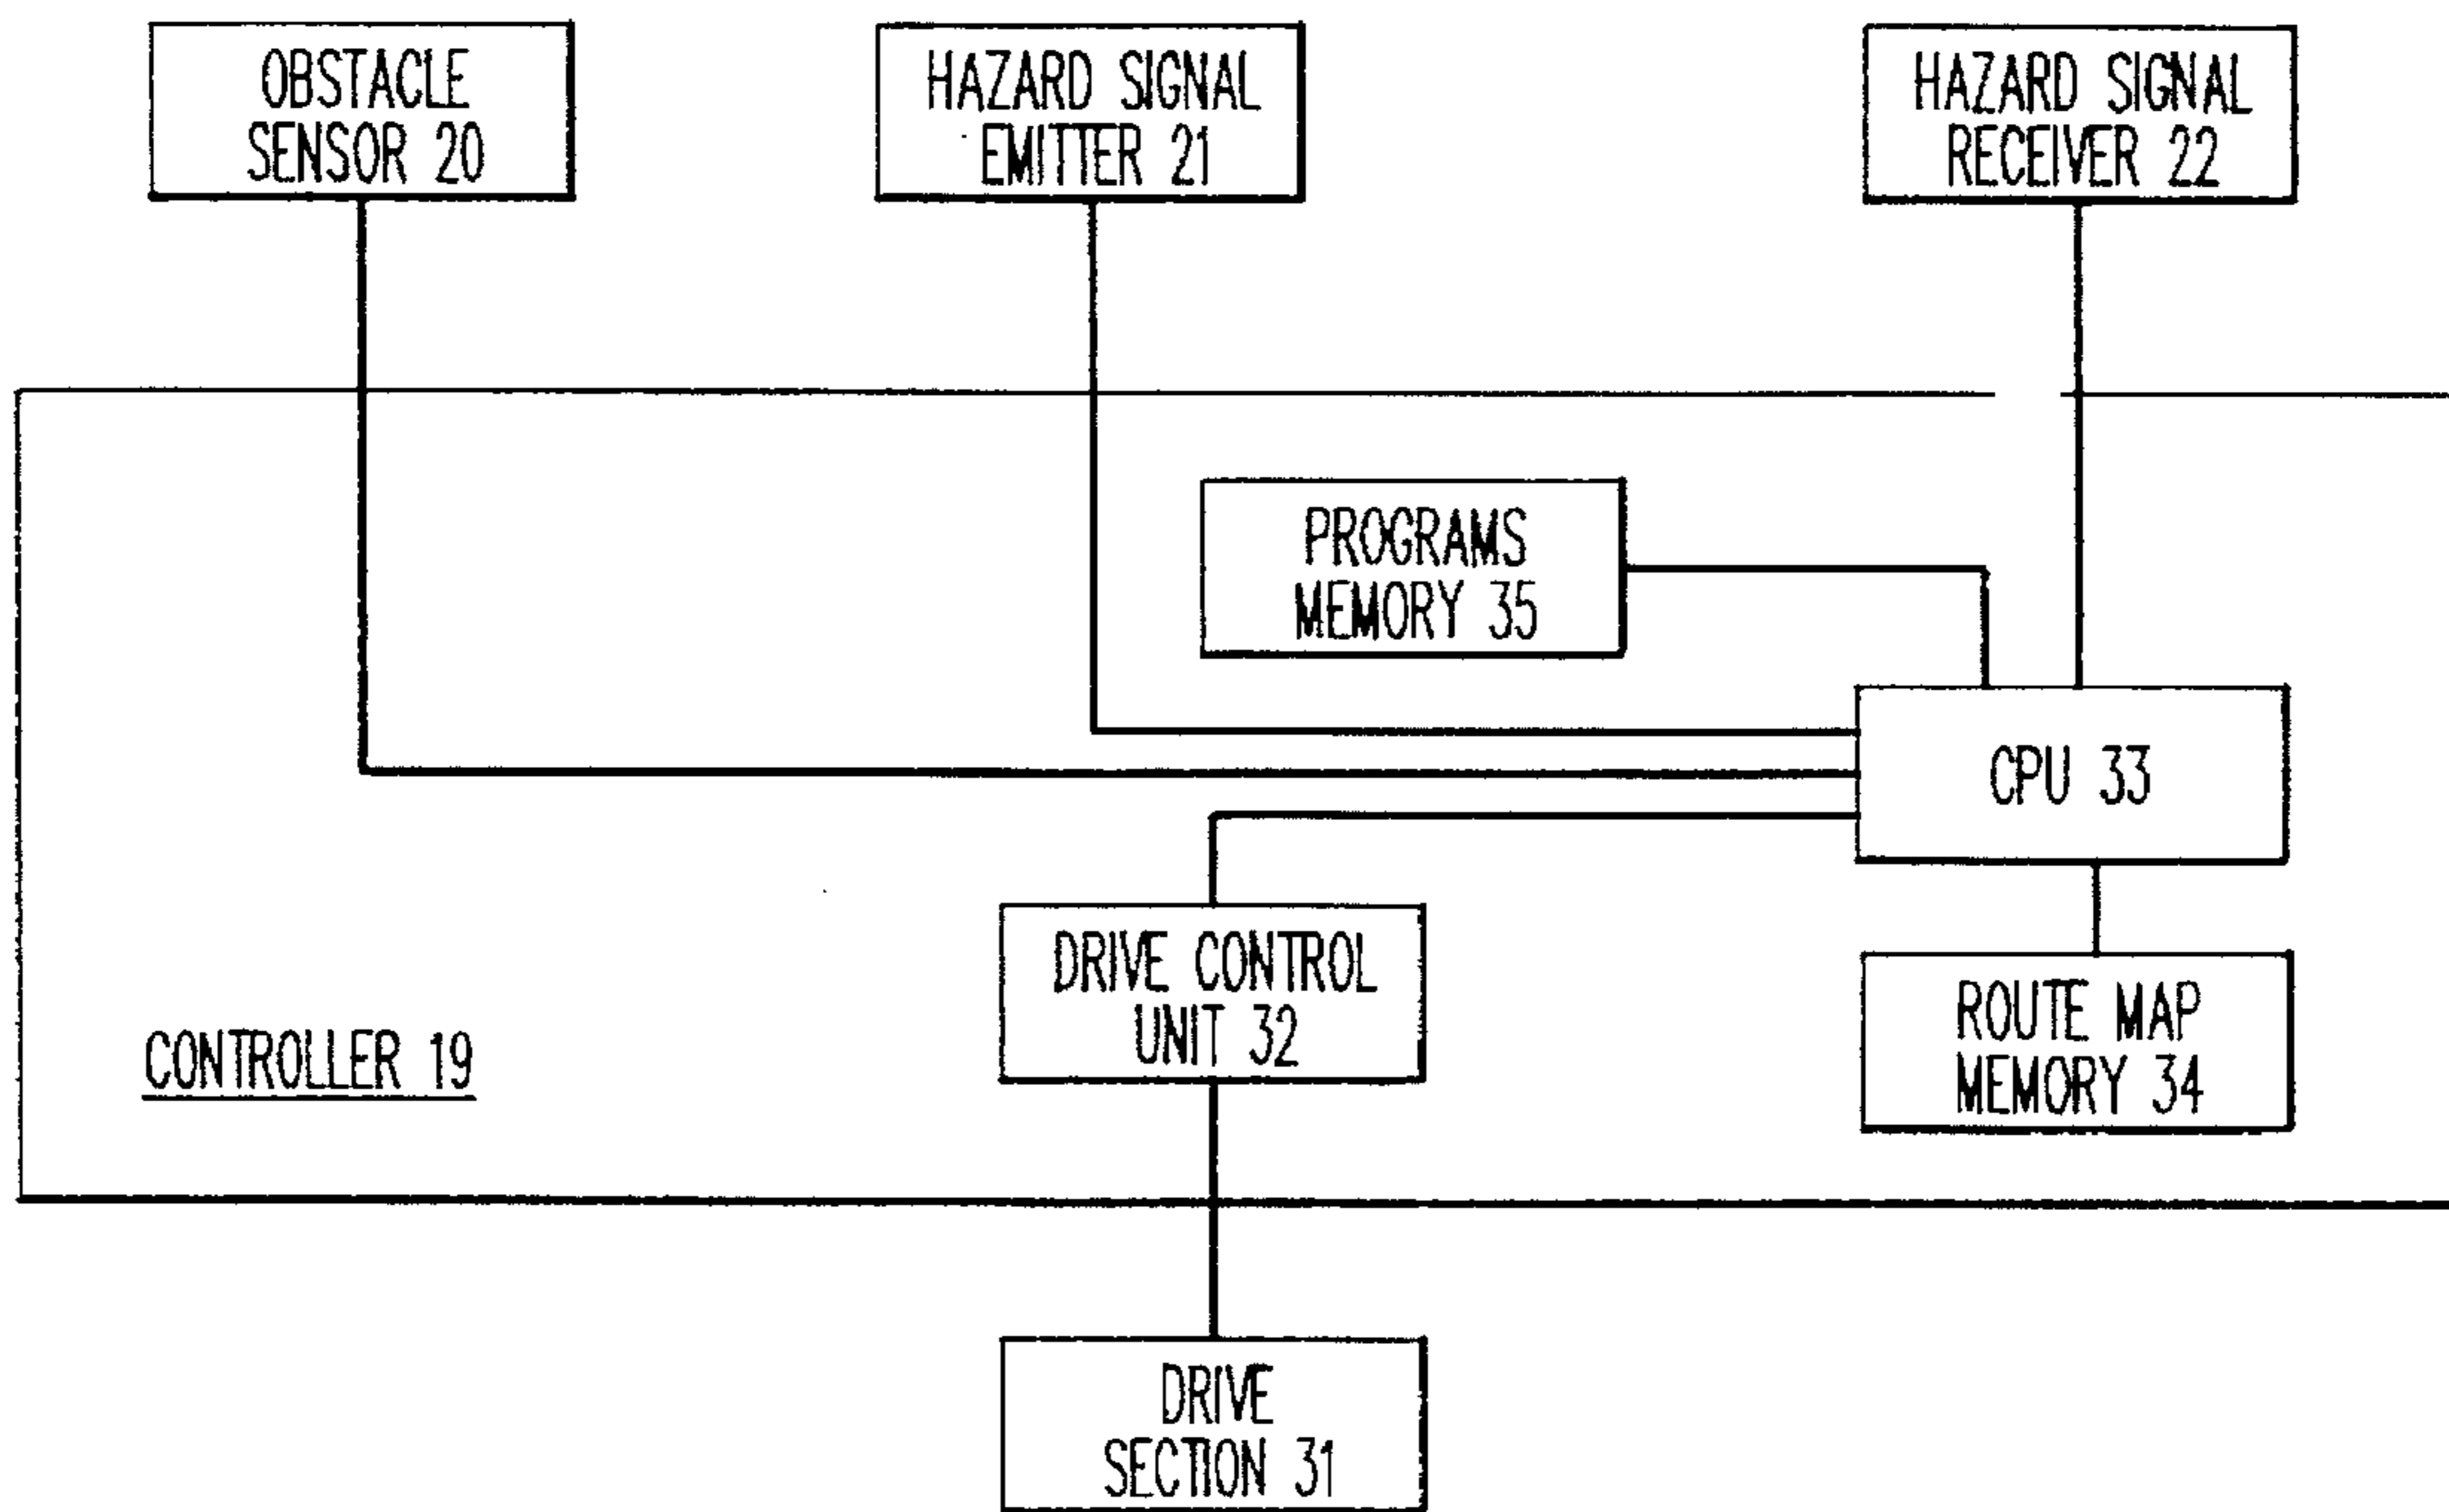 OBSTACLE
SENSOR 20
HAZARD SIGNAL
EMITTER 21
HAZARD SIGNAL
RECEIVER 22
PROGRAMS
MEMORY 35
CPU 33
DRIVE CONTROL
UNIT 32
ROUTE MAP
MEMORY 34
CONTROLLER 19
DRIVE
SECTION 31